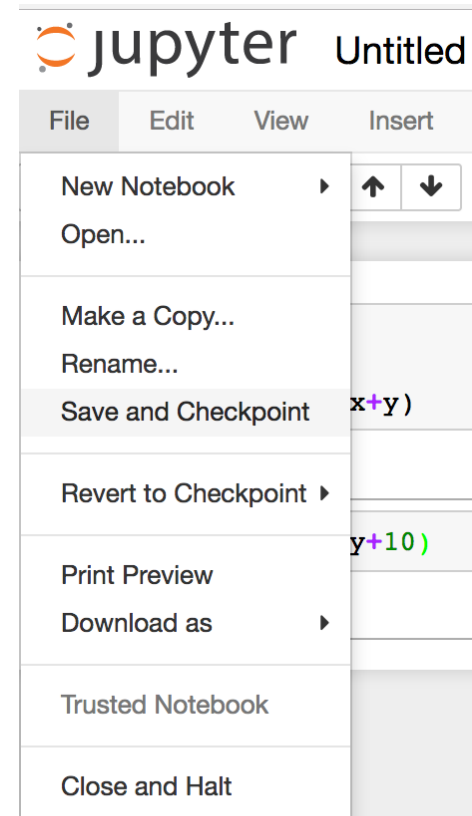 jupyter Untitled
File Edit View Insert
New Notebook
Open...
Make a Copy...
Rename...
Save and Checkpoint
x+y)
Revert to Checkpoint
y+10)
Print Preview
Download as
Trusted Notebook
Close and Halt